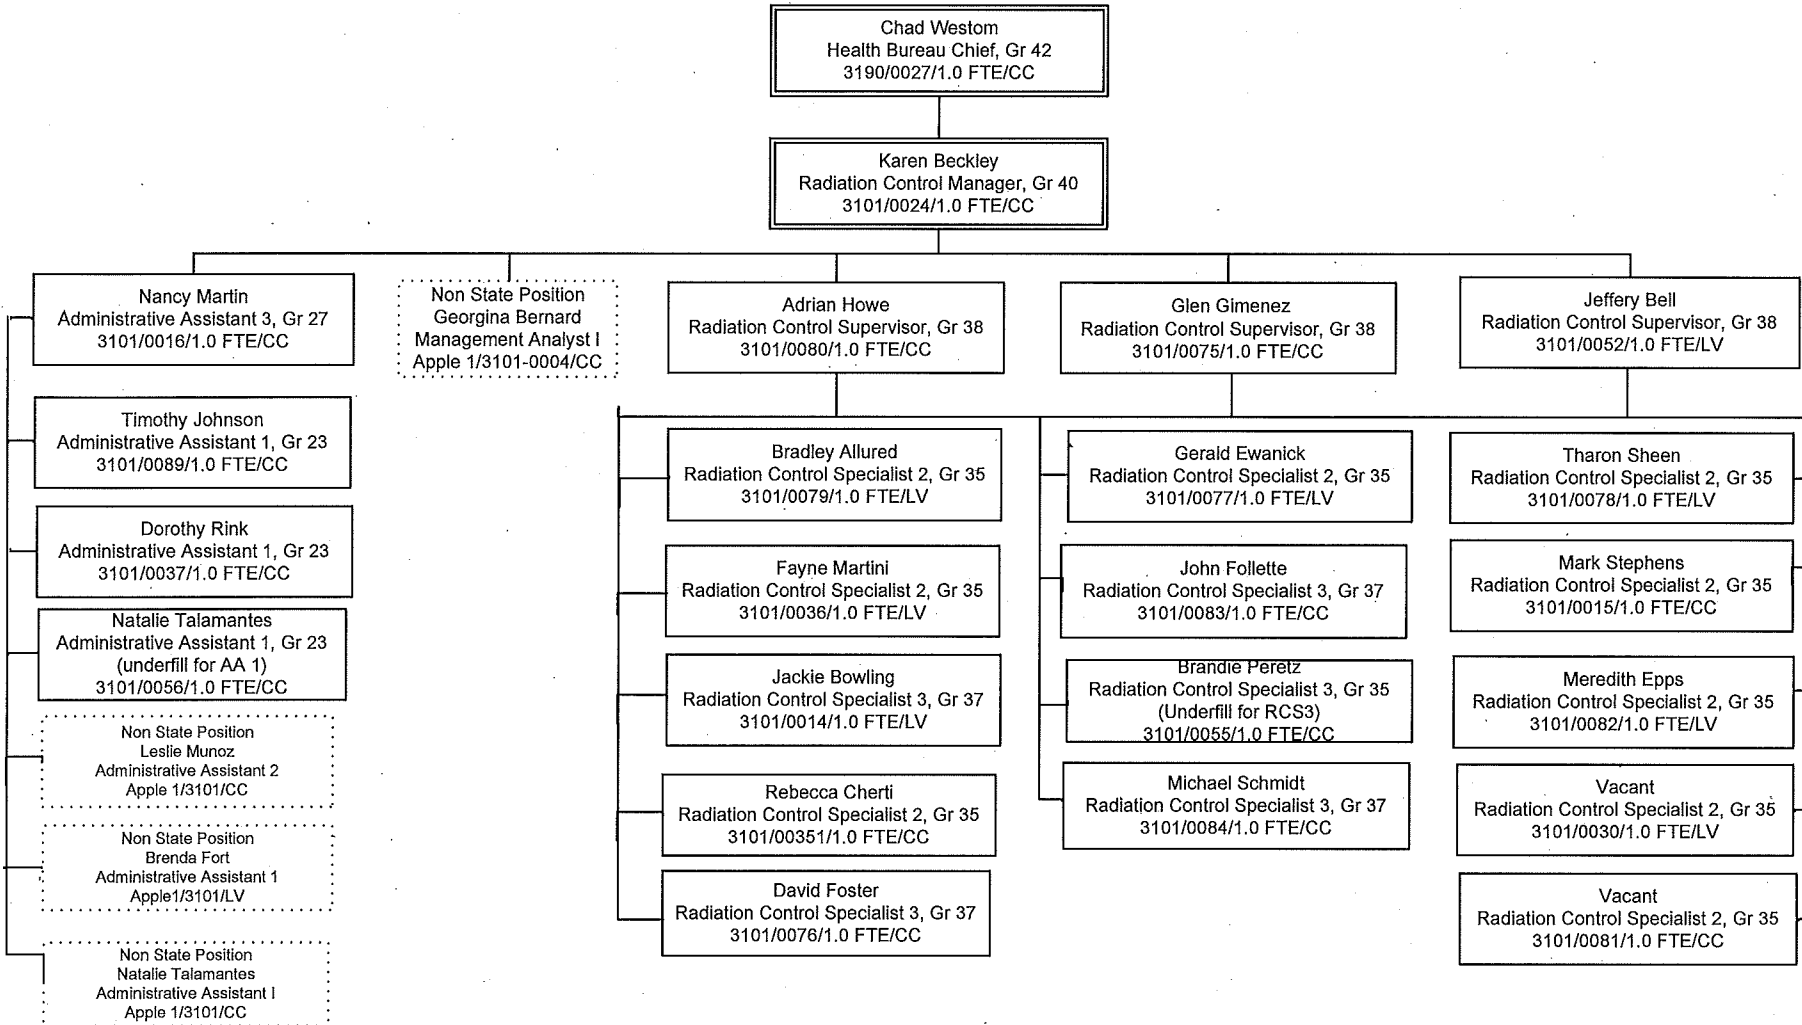 Chad Westom
Health Bureau Chief, Gr 42
3190/0027/1.0 FTE/CC
Karen Beckley
Radiation Control Manager, Gr 40
3101/0024/1.0 FTE/CC
Nancy Martin
Administrative Assistant 3, Gr 27
3101/0016/1.0 FTE/CC
Non State Position
Georgina Bernard
Management Analyst I
Apple 1/3101-0004/CC
Adrian Howe
Radiation Control Supervisor, Gr 38
3101/0080/1.0 FTE/CC
Glen Gimenez
Radiation Control Supervisor, Gr 38
3101/0075/1.0 FTE/CC
Jeffery Bell
Radiation Control Supervisor, Gr 38
3101/0052/1.0 FTE/LV
Timothy Johnson
Administrative Assistant 1, Gr 23
3101/0089/1.0 FTE/CC
Dorothy Rink
Administrative Assistant 1, Gr 23
3101/0037/1.0 FTE/CC
Natalie Talamantes
Administrative Assistant 1, Gr 23
(underfill for AA 1)
3101/0056/1.0 FTE/CC
Non State Position
Leslie Munoz
Administrative Assistant 2
Apple 1/3101/CC
Non State Position
Brenda Fort
Administrative Assistant 1
Apple1/3101/LV
Non State Position
Natalie Talamantes
Administrative Assistant I
Apple 1/3101/CC
Bradley Allured
Radiation Control Specialist 2, Gr 35
3101/0079/1.0 FTE/LV
Fayne Martini
Radiation Control Specialist 2, Gr 35
3101/0036/1.0 FTE/LV
Jackie Bowling
Radiation Control Specialist 3, Gr 37
3101/0014/1.0 FTE/LV
Rebecca Cherti
Radiation Control Specialist 2, Gr 35
3101/00351/1.0 FTE/CC
David Foster
Radiation Control Specialist 3, Gr 37
3101/0076/1.0 FTE/CC
Gerald Ewanick
Radiation Control Specialist 2, Gr 35
3101/0077/1.0 FTE/LV
John Follette
Radiation Control Specialist 3, Gr 37
3101/0083/1.0 FTE/CC
Brandie Peretz
Radiation Control Specialist 3, Gr 35
(Underfill for RCS3)
3101/0055/1.0 FTE/CC
Michael Schmidt
Radiation Control Specialist 3, Gr 37
3101/0084/1.0 FTE/CC
Tharon Sheen
Radiation Control Specialist 2, Gr 35
3101/0078/1.0 FTE/LV
Mark Stephens
Radiation Control Specialist 2, Gr 35
3101/0015/1.0 FTE/CC
Meredith Epps
Radiation Control Specialist 2, Gr 35
3101/0082/1.0 FTE/LV
Vacant
Radiation Control Specialist 2, Gr 35
3101/0030/1.0 FTE/LV
Vacant
Radiation Control Specialist 2, Gr 35
3101/0081/1.0 FTE/CC